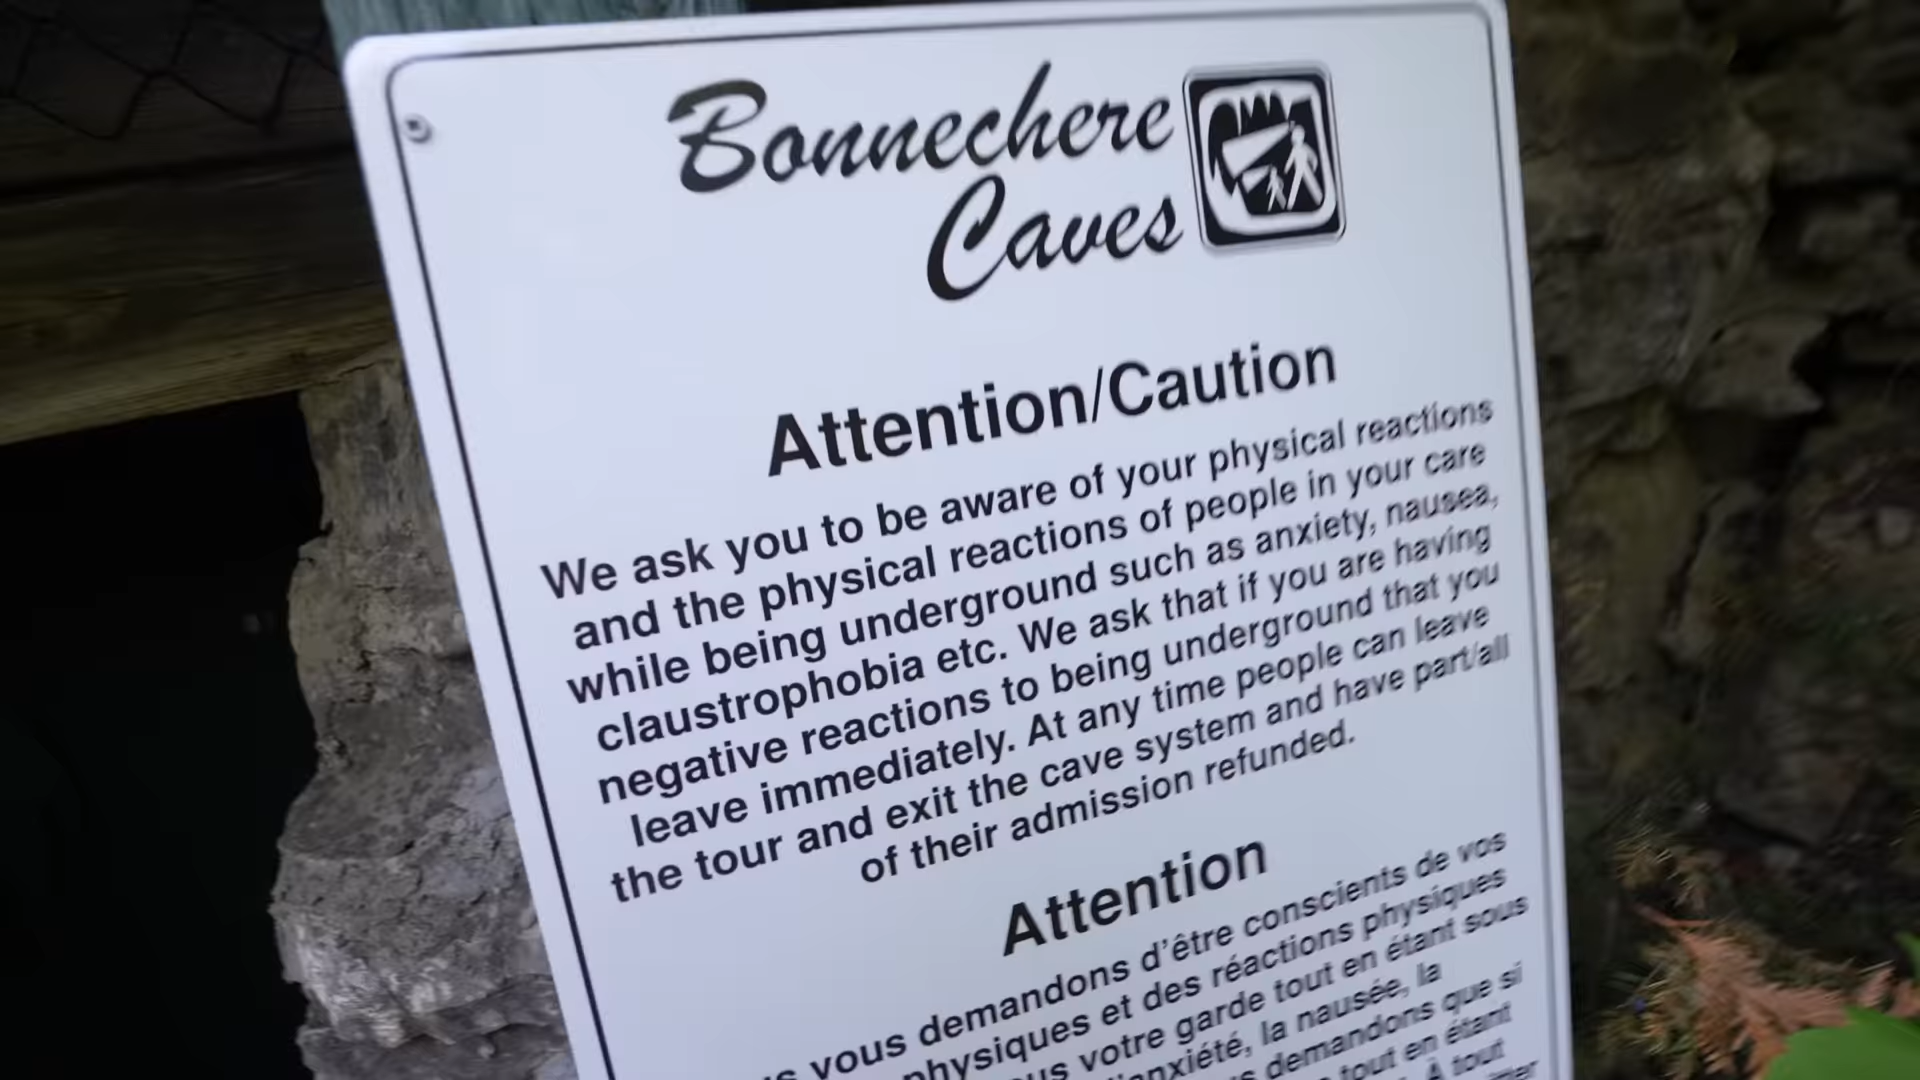 Bonnechere
Caves
Attention/Caution
We ask you to be aware of your physical reactions
and the physical reactions of people in your care
while being underground such as anxiety, nausea,
claustrophobia etc. We ask that if you are having
negative reactions to being underground that you
leave immediately. At any time people can leave
the tour and exit the cave system and have part/all
of their admission refunded.
Attention
vous demandons d'être conscients de vos
physiques et des réactions physiques
votre garde tout en étant sous
la nausée, la
demandons que si
tout en étant
À tout